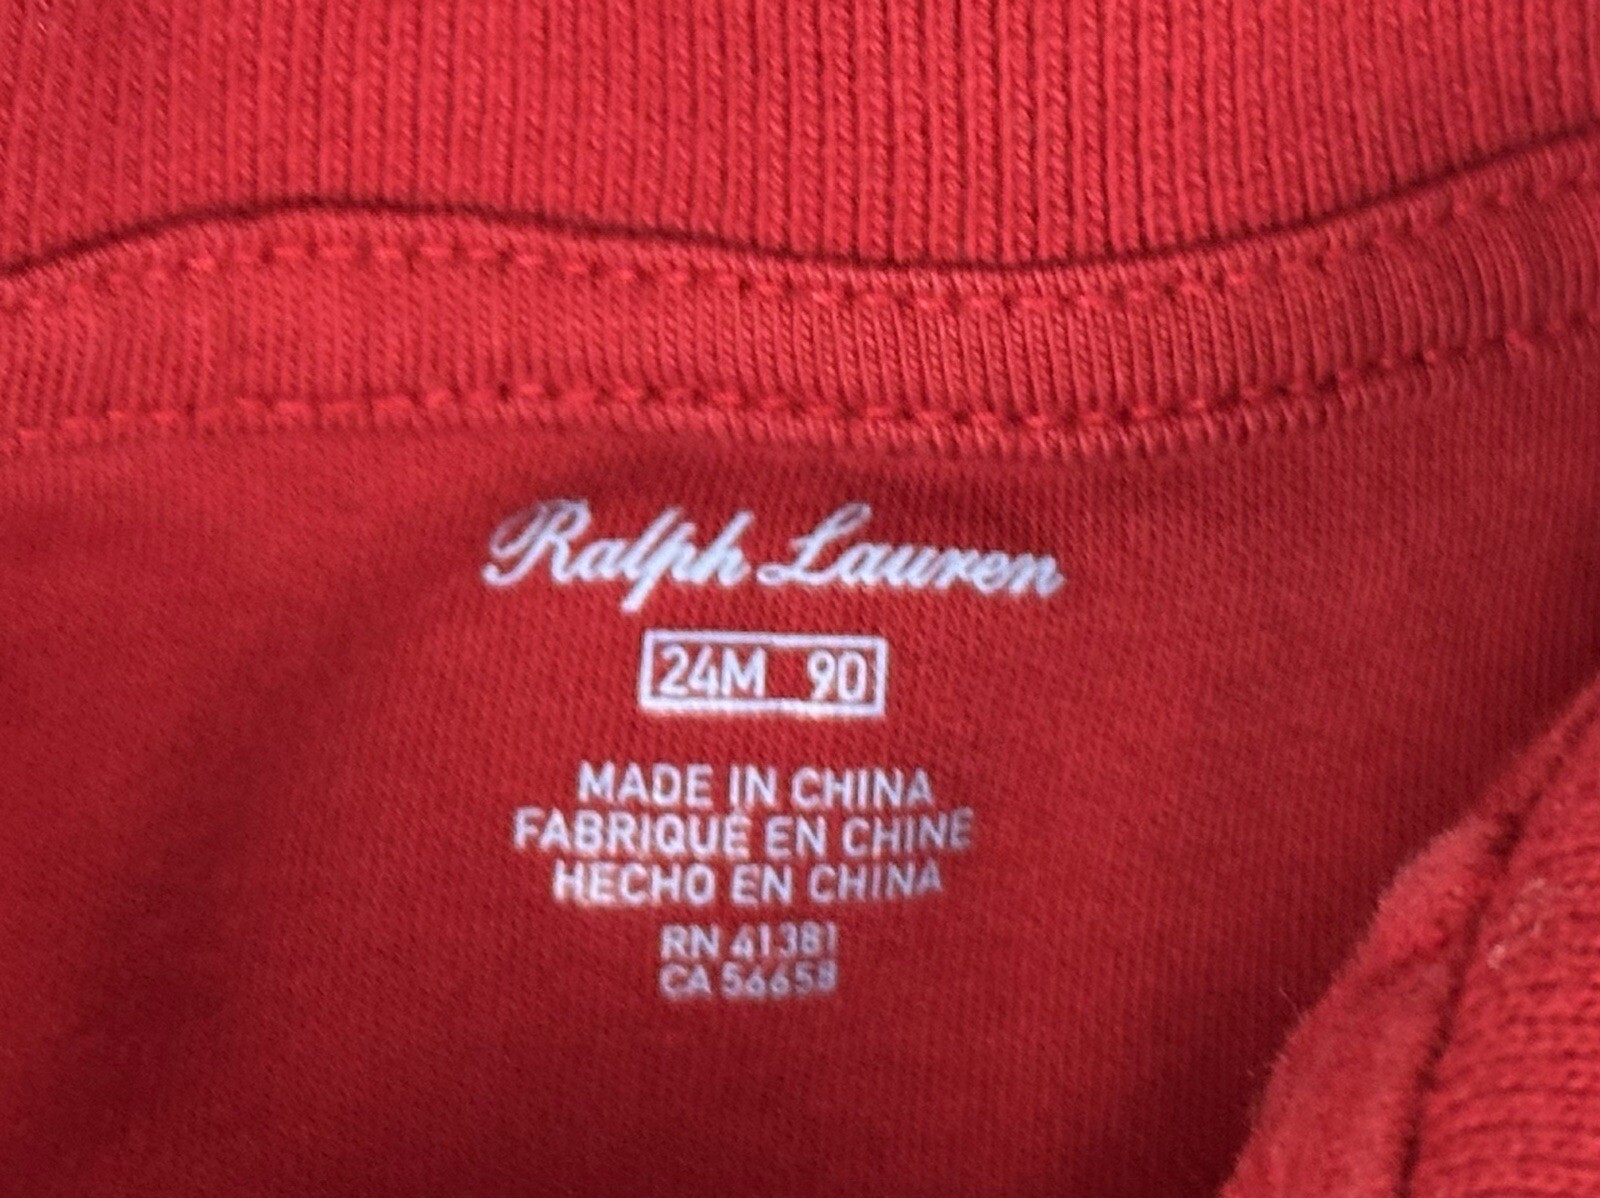 Ralph Lauren
24M 90
MADE IN CHINA
FABRIQUÉ EN CHINE
HECHO EN CHINA
RN 41381
CA 56658